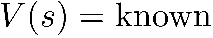 V(s) = known